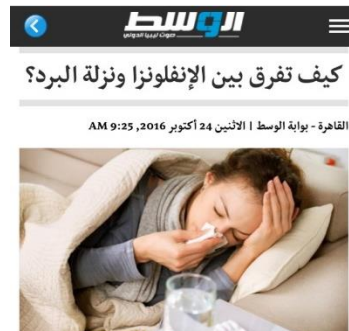 الوسط
صوت ليبيا الدولي
كيف تفرق بين الإنفلونزا ونزلة البرد؟
القاهرة - بوابة الوسط | الاثنين 24 أكتوبر 2016, 9:25 AM